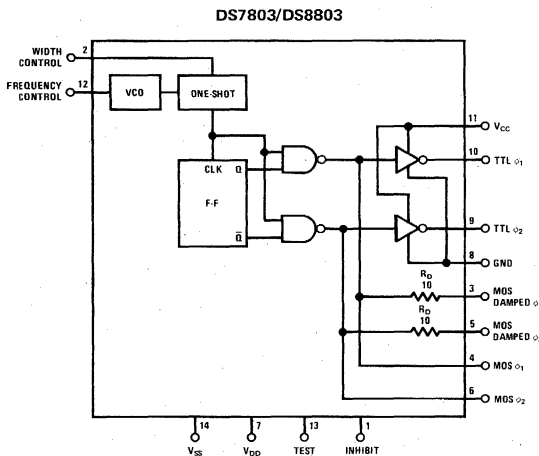 DS7803/DS8803
WIDTH
CONTROL
2
FREQUENCY
CONTROL
12
VCO
ONE-SHOT
CLK
Q
F-F
Q̅
11
VCC
10
TTL ϕ1
9
TTL ϕ2
8
GND
RD
10
3
MOS
DAMPED ϕ
RD
10
5
MOS
DAMPED ϕ
4
MOS ϕ1
6
MOS ϕ2
14
7
13
1
VSS
VDD
TEST
INHIBIT